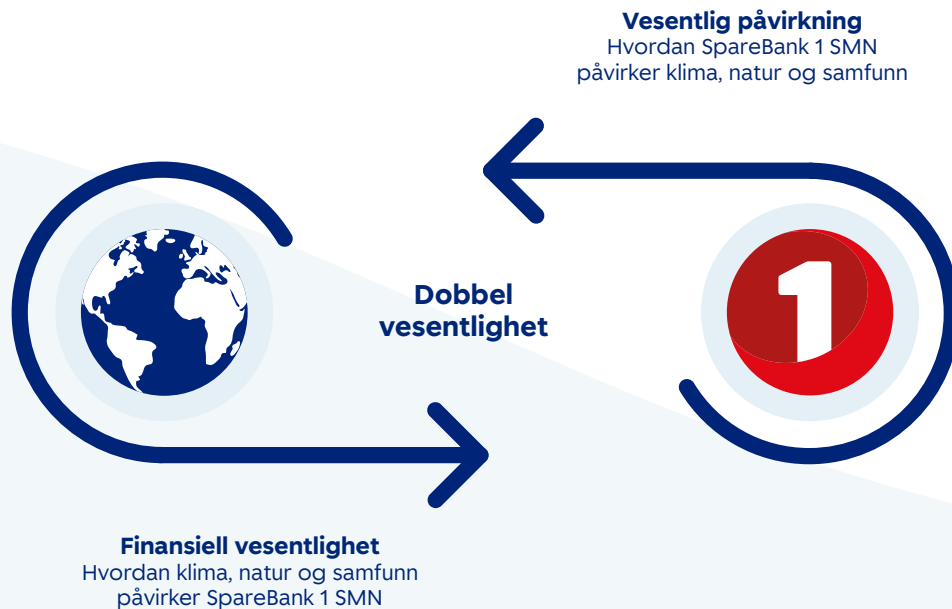 Vesentlig påvirkning
Hvordan SpareBank 1 SMN
påvirker klima, natur og samfunn
Dobbel
vesentlighet
1
Finansiell vesentlighet
Hvordan klima, natur og samfunn
påvirker SpareBank 1 SMN